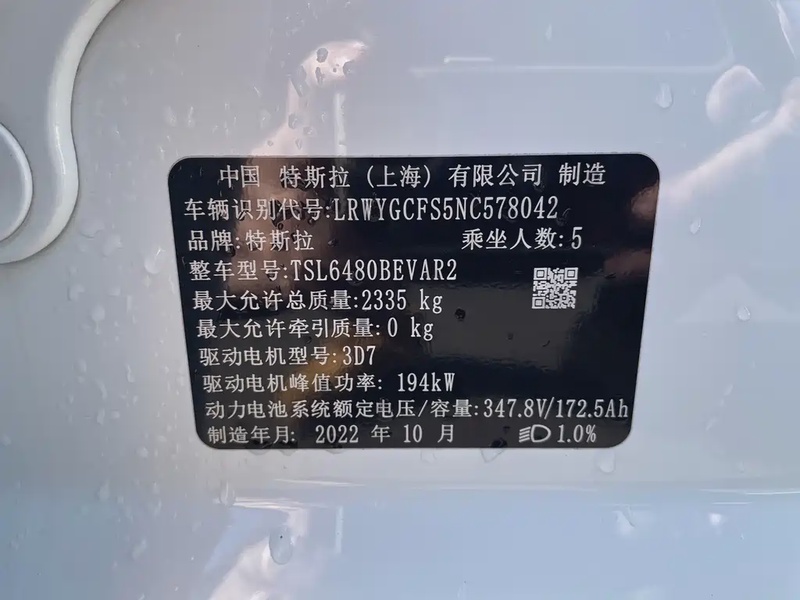 中国 特斯拉 (上海) 有限公司 制造
车辆识别代号:LRWYGCFS5NC578042
品牌:特斯拉 乘坐人数:5
整车型号:TSL6480BEVAR2
最大允许总质量:2335 kg
最大允许牵引质量:0 kg
驱动电机型号:3D7
驱动电机峰值功率: 194kW
动力电池系统额定电压/容量:347.8V/172.5Ah
制造年月: 2022 年 10 月 1.0%